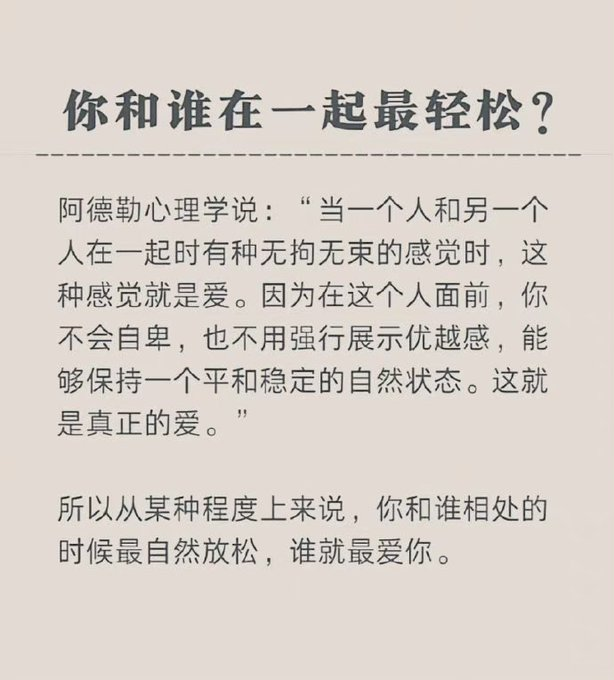 你和谁在一起最轻松？
阿德勒心理学说：“当一个人和另一个
人在一起时有种无拘无束的感觉时，这
种感觉就是爱。因为在这个人面前，你
不会自卑，也不用强行展示优越感，能
够保持一个平和稳定的自然状态。这就
是真正的爱。”
所以从某种程度上来说，你和谁相处的
时候最自然放松，谁就最爱你。